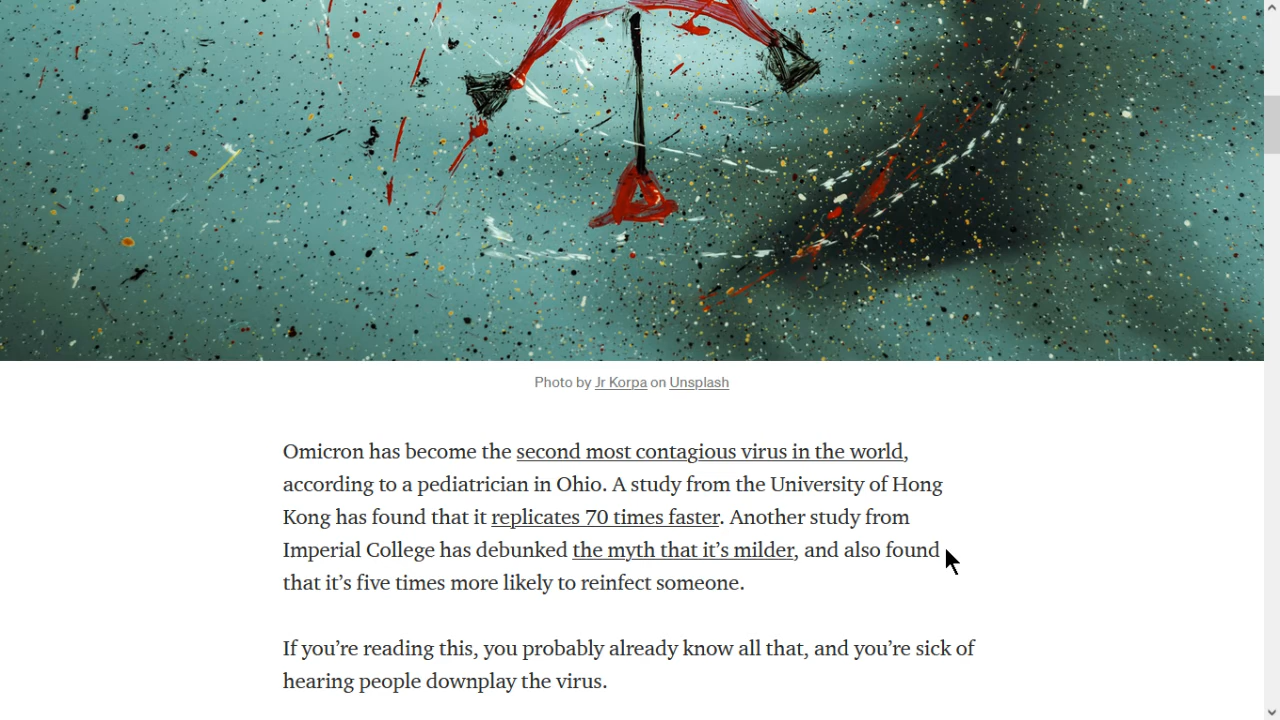 Photo by Jr Korpa on Unsplash
Omicron has become the second most contagious virus in the world,
according to a pediatrician in Ohio. A study from the University of Hong
Kong has found that it replicates 70 times faster. Another study from
Imperial College has debunked the myth that it’s milder, and also found
that it’s five times more likely to reinfect someone.
If you’re reading this, you probably already know all that, and you’re sick of
hearing people downplay the virus.